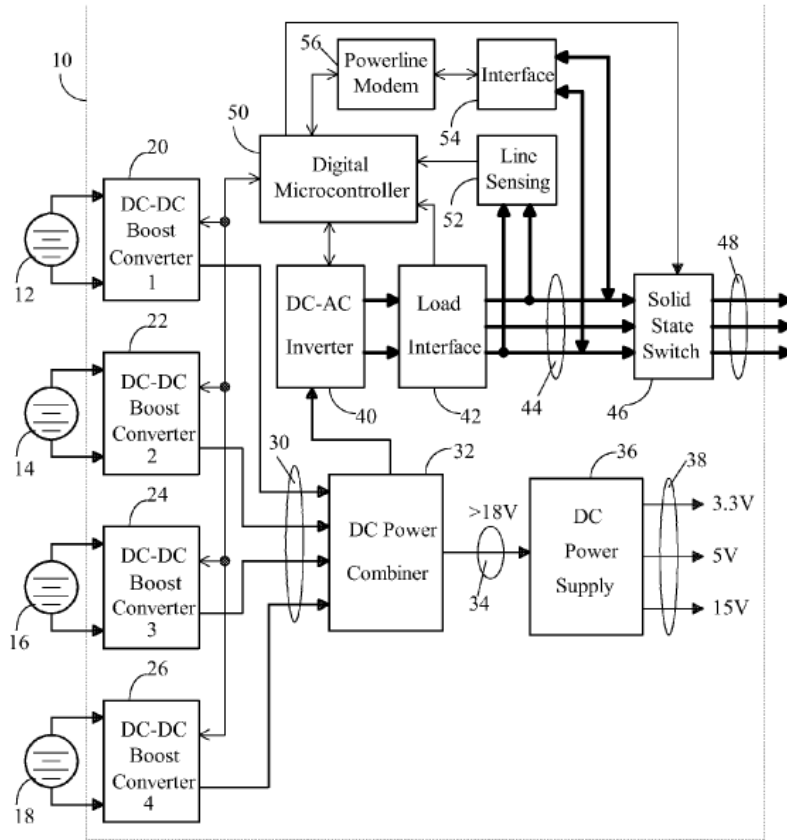 10
56
Powerline
Modem
Interface
54
50
Digital
Microcontroller
Line
Sensing
52
20
DC-DC
Boost
Converter
1
12
DC-AC
Inverter
40
Load
Interface
42
44
Solid
State
Switch
46
48
22
DC-DC
Boost
Converter
2
14
30
32
DC Power
Combiner
>18V
34
36
DC
Power
Supply
38
3.3V
5V
15V
24
DC-DC
Boost
Converter
3
16
26
DC-DC
Boost
Converter
4
18